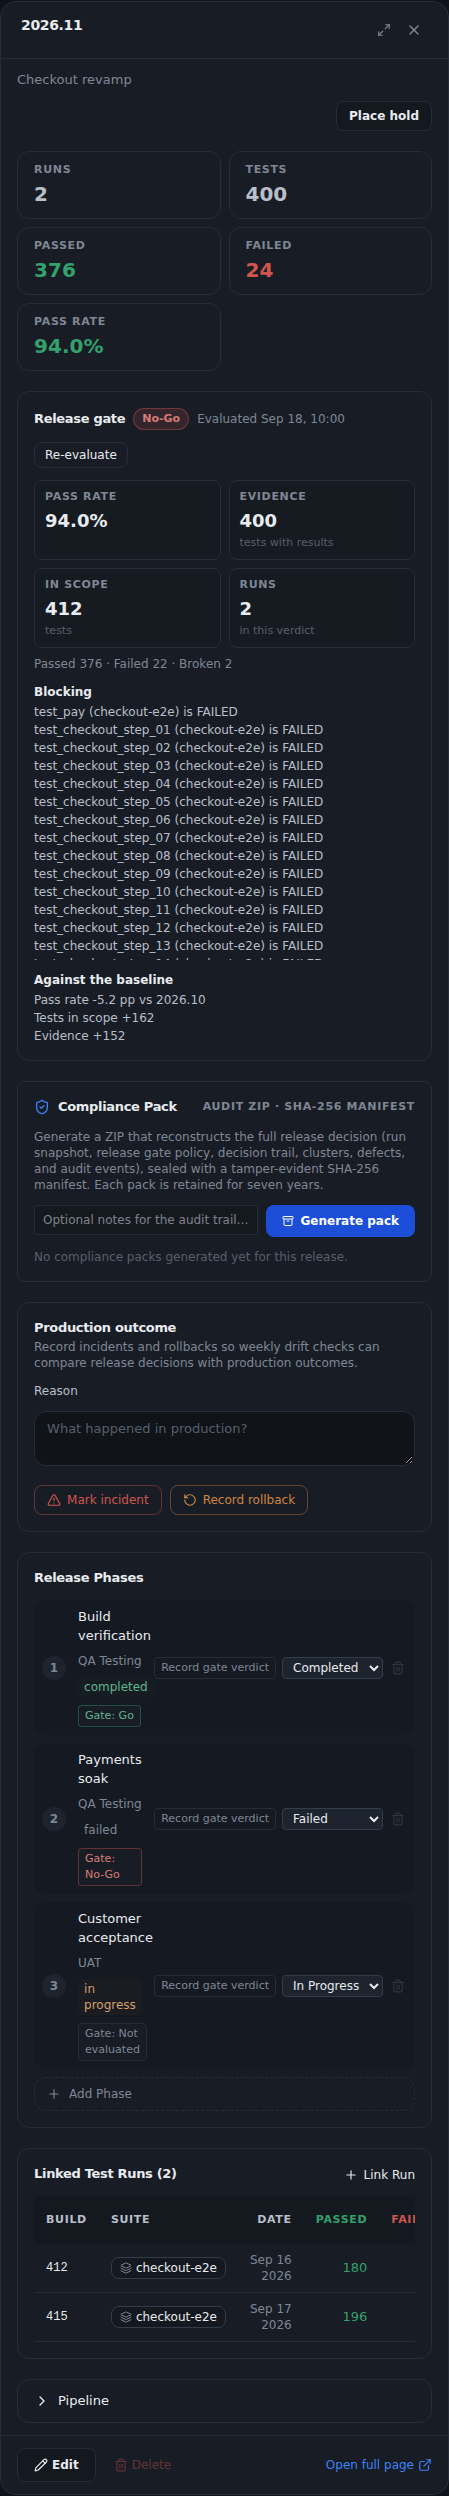 2026.11
Checkout revamp
Place hold
RUNS
2
TESTS
400
PASSED
376
FAILED
24
PASS RATE
94.0%
Release gate No-Go Evaluated Sep 18, 10:00
Re-evaluate
PASS RATE
94.0%
EVIDENCE
400
tests with results
IN SCOPE
412
tests
RUNS
2
in this verdict
Passed 376 · Failed 22 · Broken 2
Blocking
test_pay (checkout-e2e) is FAILED
test_checkout_step_01 (checkout-e2e) is FAILED
test_checkout_step_02 (checkout-e2e) is FAILED
test_checkout_step_03 (checkout-e2e) is FAILED
test_checkout_step_04 (checkout-e2e) is FAILED
test_checkout_step_05 (checkout-e2e) is FAILED
test_checkout_step_06 (checkout-e2e) is FAILED
test_checkout_step_07 (checkout-e2e) is FAILED
test_checkout_step_08 (checkout-e2e) is FAILED
test_checkout_step_09 (checkout-e2e) is FAILED
test_checkout_step_10 (checkout-e2e) is FAILED
test_checkout_step_11 (checkout-e2e) is FAILED
test_checkout_step_12 (checkout-e2e) is FAILED
test_checkout_step_13 (checkout-e2e) is FAILED
Against the baseline
Pass rate -5.2 pp vs 2026.10
Tests in scope +162
Evidence +152
Compliance Pack AUDIT ZIP · SHA-256 MANIFEST
Generate a ZIP that reconstructs the full release decision (run
snapshot, release gate policy, decision trail, clusters, defects,
and audit events), sealed with a tamper-evident SHA-256
manifest. Each pack is retained for seven years.
Optional notes for the audit trail... Generate pack
No compliance packs generated yet for this release.
Production outcome
Record incidents and rollbacks so weekly drift checks can
compare release decisions with production outcomes.
Reason
What happened in production?
Mark incident Record rollback
Release Phases
1
Build
verification
QA Testing
completed
Gate: Go
Record gate verdict Completed
2
Payments
soak
QA Testing
failed
Gate:
No-Go
Record gate verdict Failed
3
Customer
acceptance
UAT
in
progress
Gate: Not
evaluated
Record gate verdict In Progress
Add Phase
Linked Test Runs (2) Link Run
BUILD SUITE DATE PASSED
412 checkout-e2e Sep 16 2026 180
415 checkout-e2e Sep 17 2026 196
Pipeline
Edit Delete Open full page